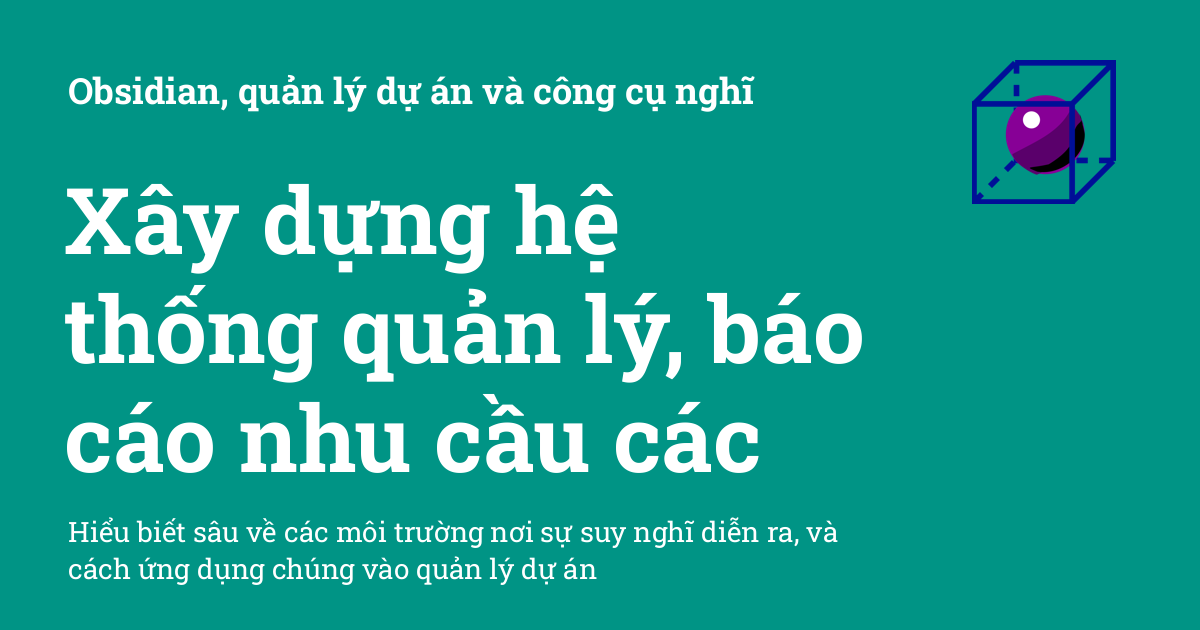 Obsidian, quản lý dự án và công cụ nghĩ
Xây dựng hệ
thống quản lý, báo
cáo nhu cầu các
Hiểu biết sâu về các môi trường nơi sự suy nghĩ diễn ra, và
cách ứng dụng chúng vào quản lý dự án